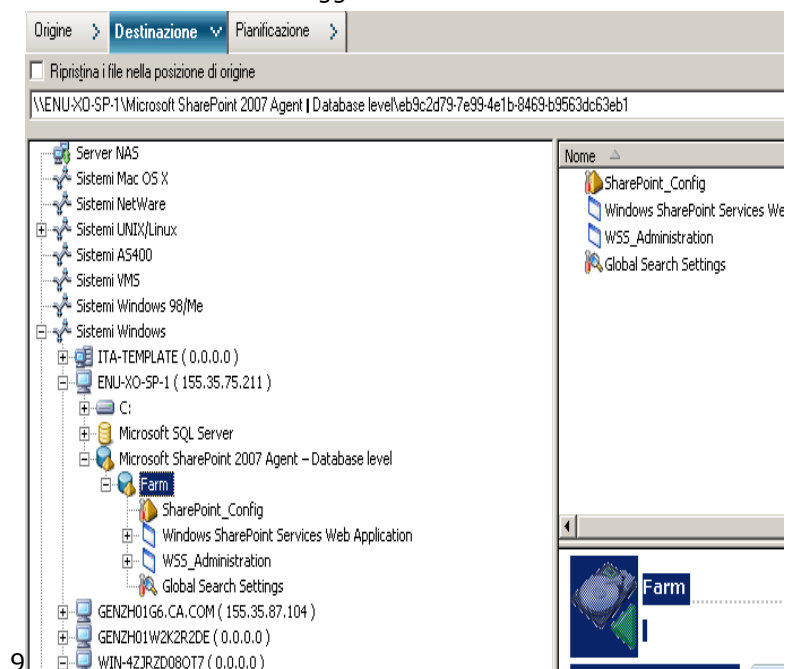 Origine Destinazione Pianificazione
Ripristina i file nella posizione di origine
\\ENU-XO-SP-1\Microsoft SharePoint 2007 Agent | Database level\eb9c2d79-7e99-4e1b-8469-b9563dc63eb1
Server NAS
Sistemi Mac OS X
Sistemi NetWare
Sistemi UNIX/Linux
Sistemi AS400
Sistemi VMS
Sistemi Windows 98/Me
Sistemi Windows
ITA-TEMPLATE ( 0.0.0.0 )
ENU-XO-SP-1 ( 155.35.75.211 )
C:
Microsoft SQL Server
Microsoft SharePoint 2007 Agent – Database level
Farm
SharePoint_Config
Windows SharePoint Services Web Application
WSS_Administration
Global Search Settings
GENZH01G6.CA.COM ( 155.35.87.104 )
GENZH01W2K2R2DE ( 0.0.0.0 )
WIN-4ZJRZD08OT7 ( 0.0.0.0 )
Nome
SharePoint_Config
Windows SharePoint Services We
WSS_Administration
Global Search Settings
Farm
9